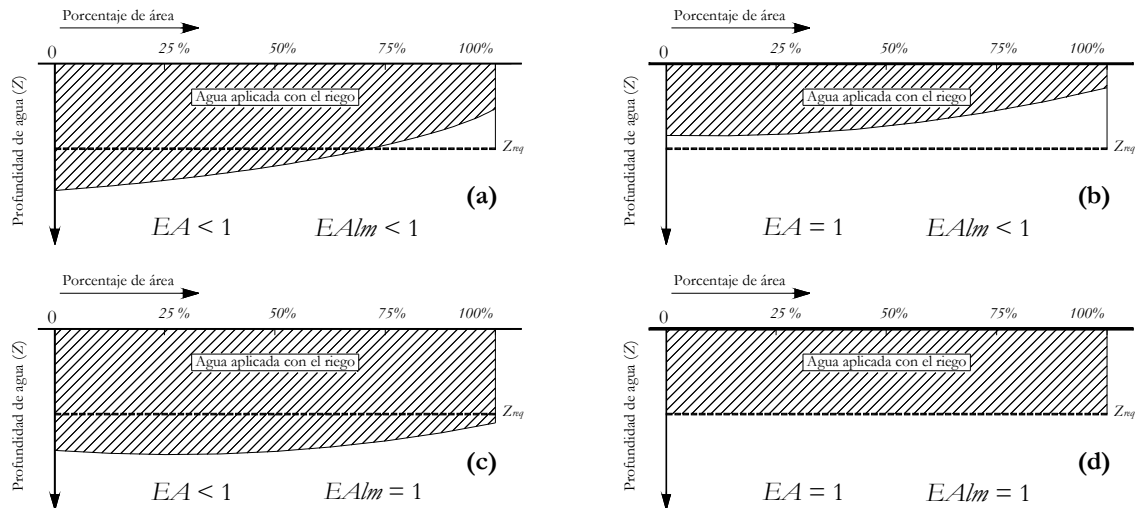 Porcentaje de área
0 25% 50% 75% 100%
Agua aplicada con el riego
Profundidad de agua (Z)
Zreq
(a)
EA < 1 EAlm < 1
Porcentaje de área
0 25% 50% 75% 100%
Agua aplicada con el riego
Profundidad de agua (Z)
Zreq
(b)
EA = 1 EAlm < 1
Porcentaje de área
0 25% 50% 75% 100%
Agua aplicada con el riego
Profundidad de agua (Z)
Zreq
(c)
EA < 1 EAlm = 1
Porcentaje de área
0 25% 50% 75% 100%
Agua aplicada con el riego
Profundidad de agua (Z)
Zreq
(d)
EA = 1 EAlm = 1